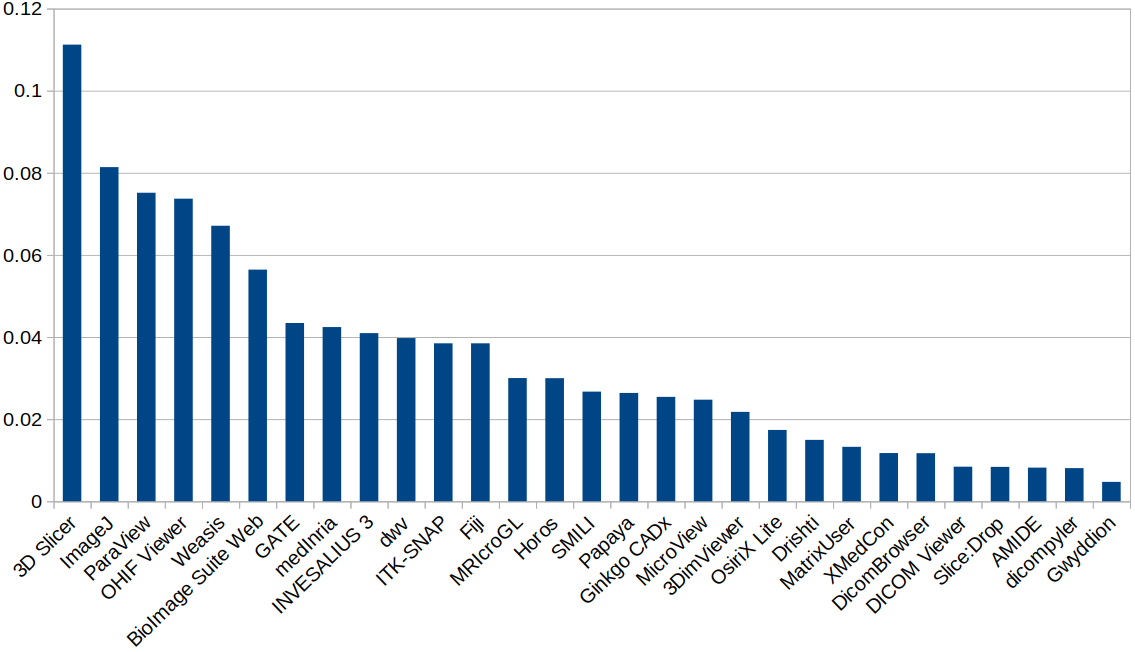 0.12
0.1
0.08
0.06
0.04
0.02
0
3D Slicer
ImageJ
ParaView
OHIF Viewer
Weasis
BioImage Suite Web
GATE
medInria
INVESALIUS 3
dwv
ITK-SNAP
Fiji
MRIcroGL
Horos
SMILI
Papaya
Ginkgo CADx
MicroView
3DimViewer
OsiriX Lite
Drishti
MatrixUser
XMedCon
DicomBrowser
DICOM Viewer
Slice:Drop
AMIDE
dicompyler
Gwyddion